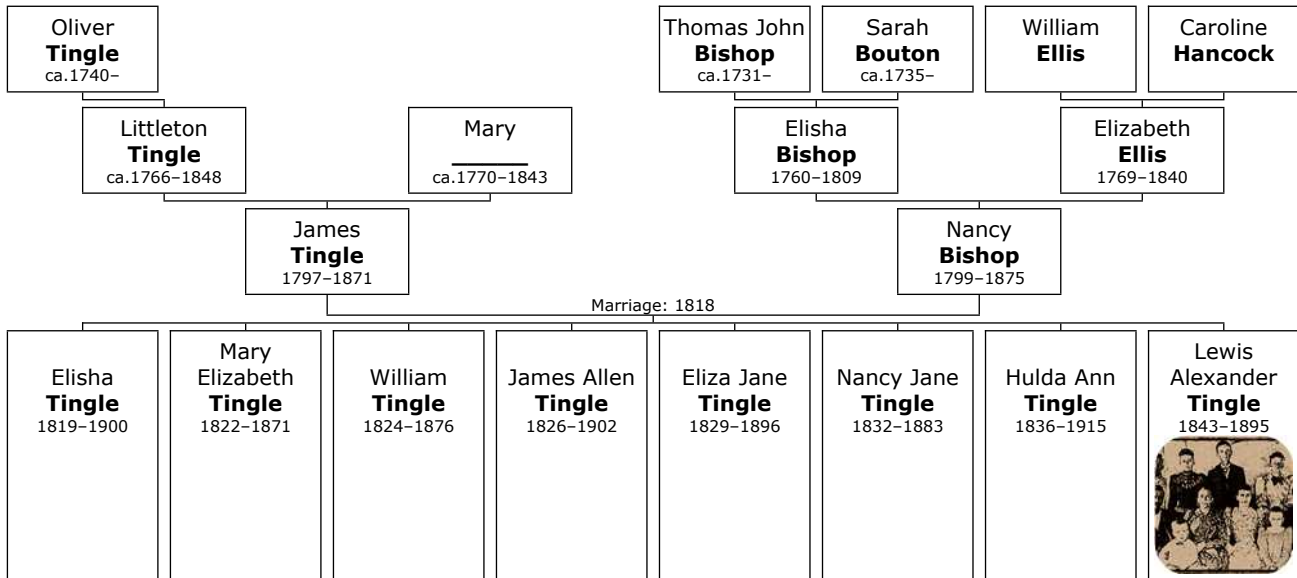 Oliver
Tingle
ca.1740–
Thomas John
Bishop
ca.1731–
Sarah
Bouton
ca.1735–
William
Ellis
Caroline
Hancock
Littleton
Tingle
ca.1766–1848
Mary
______
ca.1770–1843
Elisha
Bishop
1760–1809
Elizabeth
Ellis
1769–1840
James
Tingle
1797–1871
Nancy
Bishop
1799–1875
Marriage: 1818
Elisha
Tingle
1819–1900
Mary
Elizabeth
Tingle
1822–1871
William
Tingle
1824–1876
James Allen
Tingle
1826–1902
Eliza Jane
Tingle
1829–1896
Nancy Jane
Tingle
1832–1883
Hulda Ann
Tingle
1836–1915
Lewis
Alexander
Tingle
1843–1895